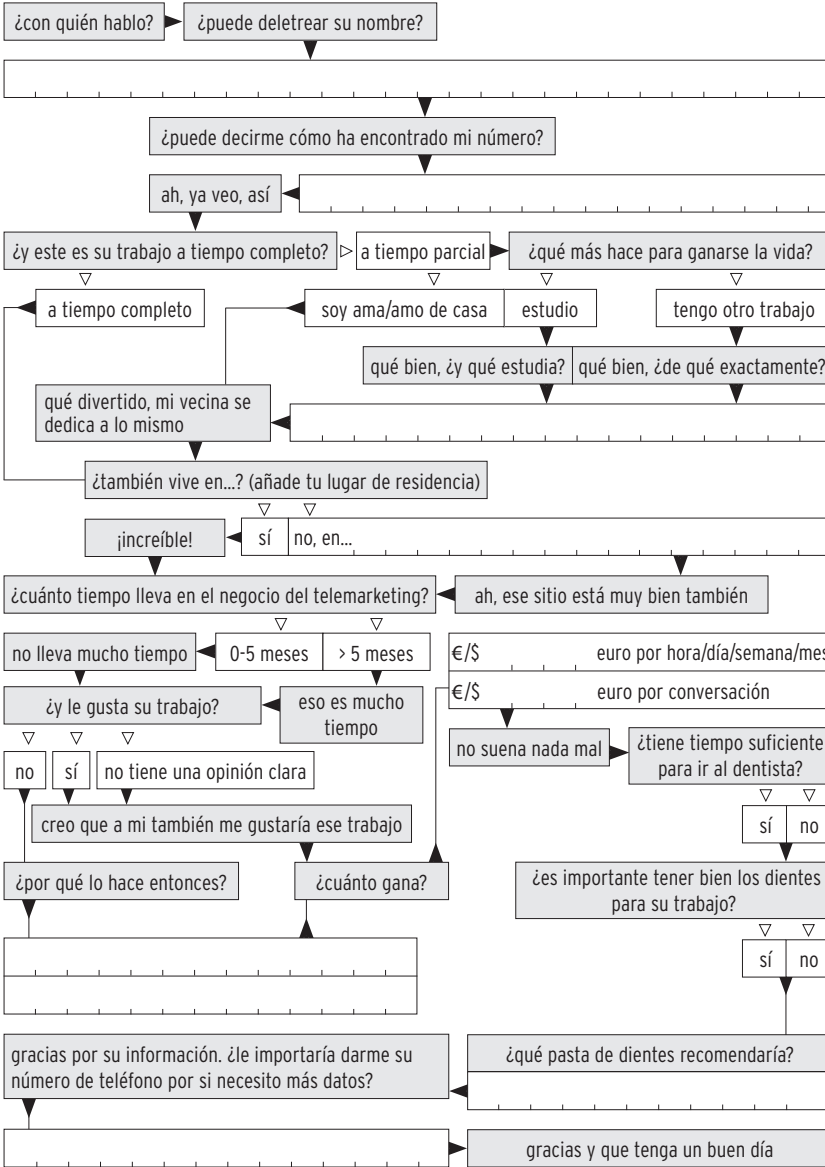 ¿con quién hablo?
¿puede deletrear su nombre?
¿puede decirme cómo ha encontrado mi número?
ah, ya veo, así
¿y este es su trabajo a tiempo completo?
a tiempo parcial
¿qué más hace para ganarse la vida?
a tiempo completo
soy ama/amo de casa
estudio
tengo otro trabajo
qué bien, ¿y qué estudia?
qué bien, ¿de qué exactamente?
qué divertido, mi vecina se
dedica a lo mismo
¿también vive en...? (añade tu lugar de residencia)
¡increíble!
sí
no, en...
¿cuánto tiempo lleva en el negocio del telemarketing?
ah, ese sitio está muy bien también
no lleva mucho tiempo
0-5 meses
> 5 meses
€/$ euro por hora/día/semana/mes
€/$ euro por conversación
¿y le gusta su trabajo?
eso es mucho
tiempo
no suena nada mal
¿tiene tiempo suficiente
para ir al dentista?
no
sí
no tiene una opinión clara
sí
no
creo que a mi también me gustaría ese trabajo
¿por qué lo hace entonces?
¿cuánto gana?
¿es importante tener bien los dientes
para su trabajo?
sí
no
gracias por su información. ¿le importaría darme su
número de teléfono por si necesito más datos?
¿qué pasta de dientes recomendaría?
gracias y que tenga un buen día